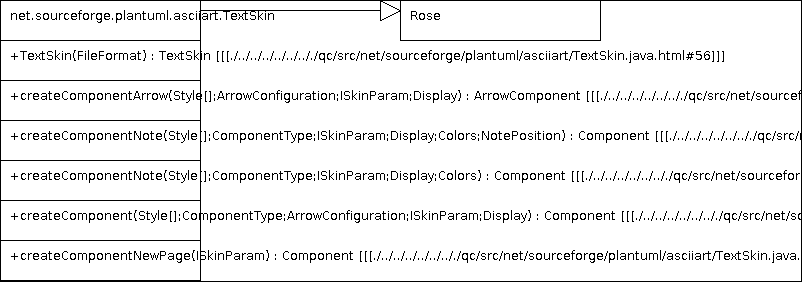 net.sourceforge.plantuml.asciiart.TextSkin
Rose
+TextSkin(FileFormat) : TextSkin [[[./../../../../../../qc/src/net/sourceforge/plantuml/asciiart/TextSkin.java.html#56]]]
+createComponentArrow(Style[];ArrowConfiguration;ISkinParam;Display) : ArrowComponent [[[./../../../../../../qc/src/net/sourcef
+createComponentNote(Style[];ComponentType;ISkinParam;Display;Colors;NotePosition) : Component [[[./../../../../../../qc/src/r
+createComponentNote(Style[];ComponentType;ISkinParam;Display;Colors) : Component [[[./../../../../../../qc/src/net/sourcefor
+createComponent(Style[];ComponentType;ArrowConfiguration;ISkinParam;Display) : Component [[[./../../../../../../qc/src/net/so
+createComponentNewPage(ISkinParam) : Component [[[./../../../../../../qc/src/net/sourceforge/plantuml/asciiart/TextSkin.java.